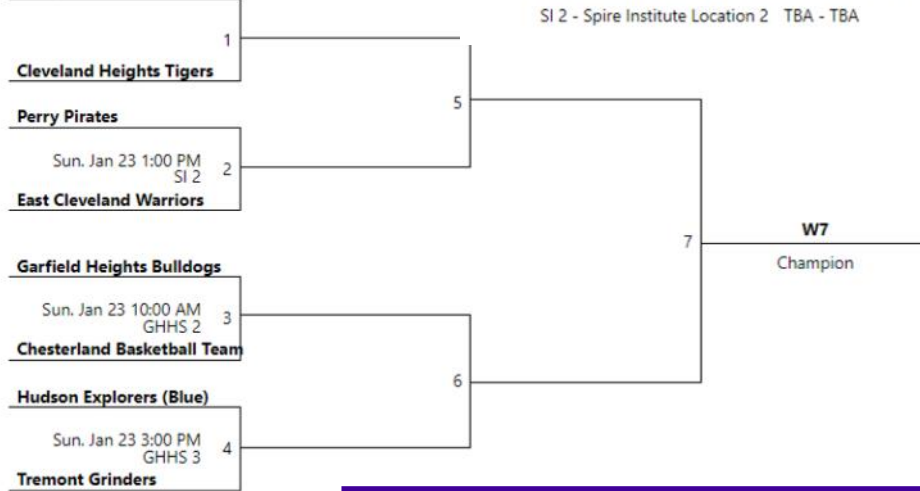 SI 2 - Spire Institute Location 2 TBA - TBA
1
Cleveland Heights Tigers
5
Perry Pirates
Sun. Jan 23 1:00 PM
SI 2
2
East Cleveland Warriors
7
W7
Champion
Garfield Heights Bulldogs
Sun. Jan 23 10:00 AM
GHHS 2
3
Chesterland Basketball Team
6
Hudson Explorers (Blue)
Sun. Jan 23 3:00 PM
GHHS 3
4
Tremont Grinders